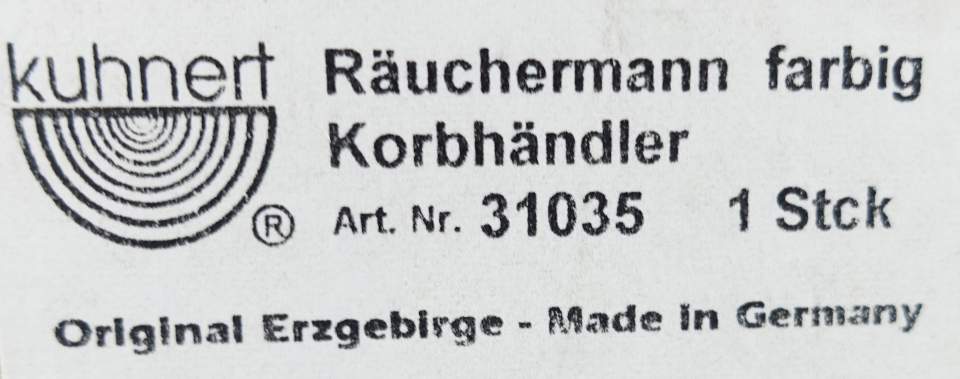 kuhnert ®
Räuchermann farbig
Korbhändler
Art. Nr. 31035 1 Stck
Original Erzgebirge - Made in Germany